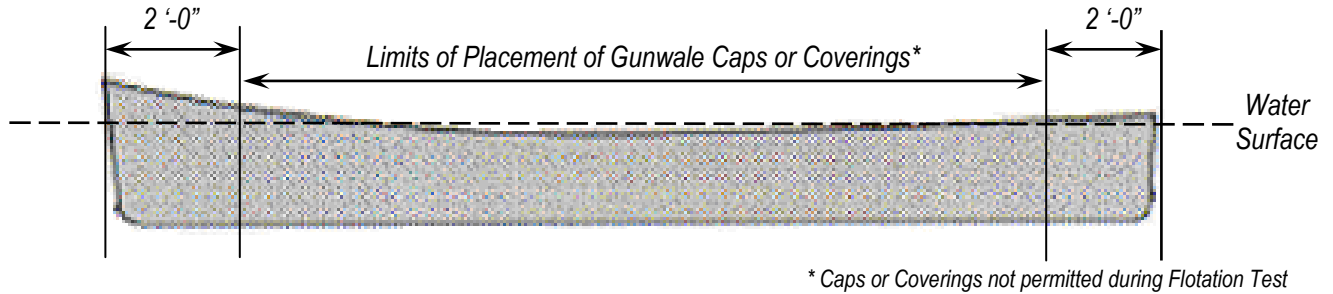 2 ‘-0”
2 ‘-0”
Limits of Placement of Gunwale Caps or Coverings*
Water
Surface
* Caps or Coverings not permitted during Flotation Test